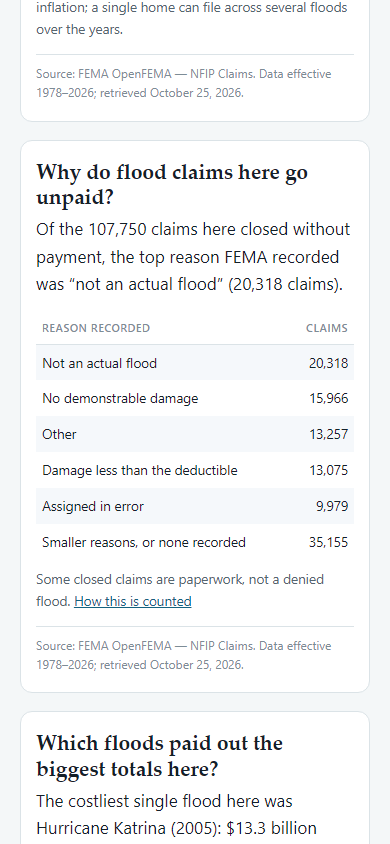 inflation; a single home can file across several floods
over the years.
Source: FEMA OpenFEMA — NFIP Claims. Data effective
1978–2026; retrieved October 25, 2026.
Why do flood claims here go
unpaid?
Of the 107,750 claims here closed without
payment, the top reason FEMA recorded
was “not an actual flood” (20,318 claims).
REASON RECORDED CLAIMS
Not an actual flood 20,318
No demonstrable damage 15,966
Other 13,257
Damage less than the deductible 13,075
Assigned in error 9,979
Smaller reasons, or none recorded 35,155
Some closed claims are paperwork, not a denied
flood. How this is counted
Source: FEMA OpenFEMA — NFIP Claims. Data effective
1978–2026; retrieved October 25, 2026.
Which floods paid out the
biggest totals here?
The costliest single flood here was
Hurricane Katrina (2005): $13.3 billion